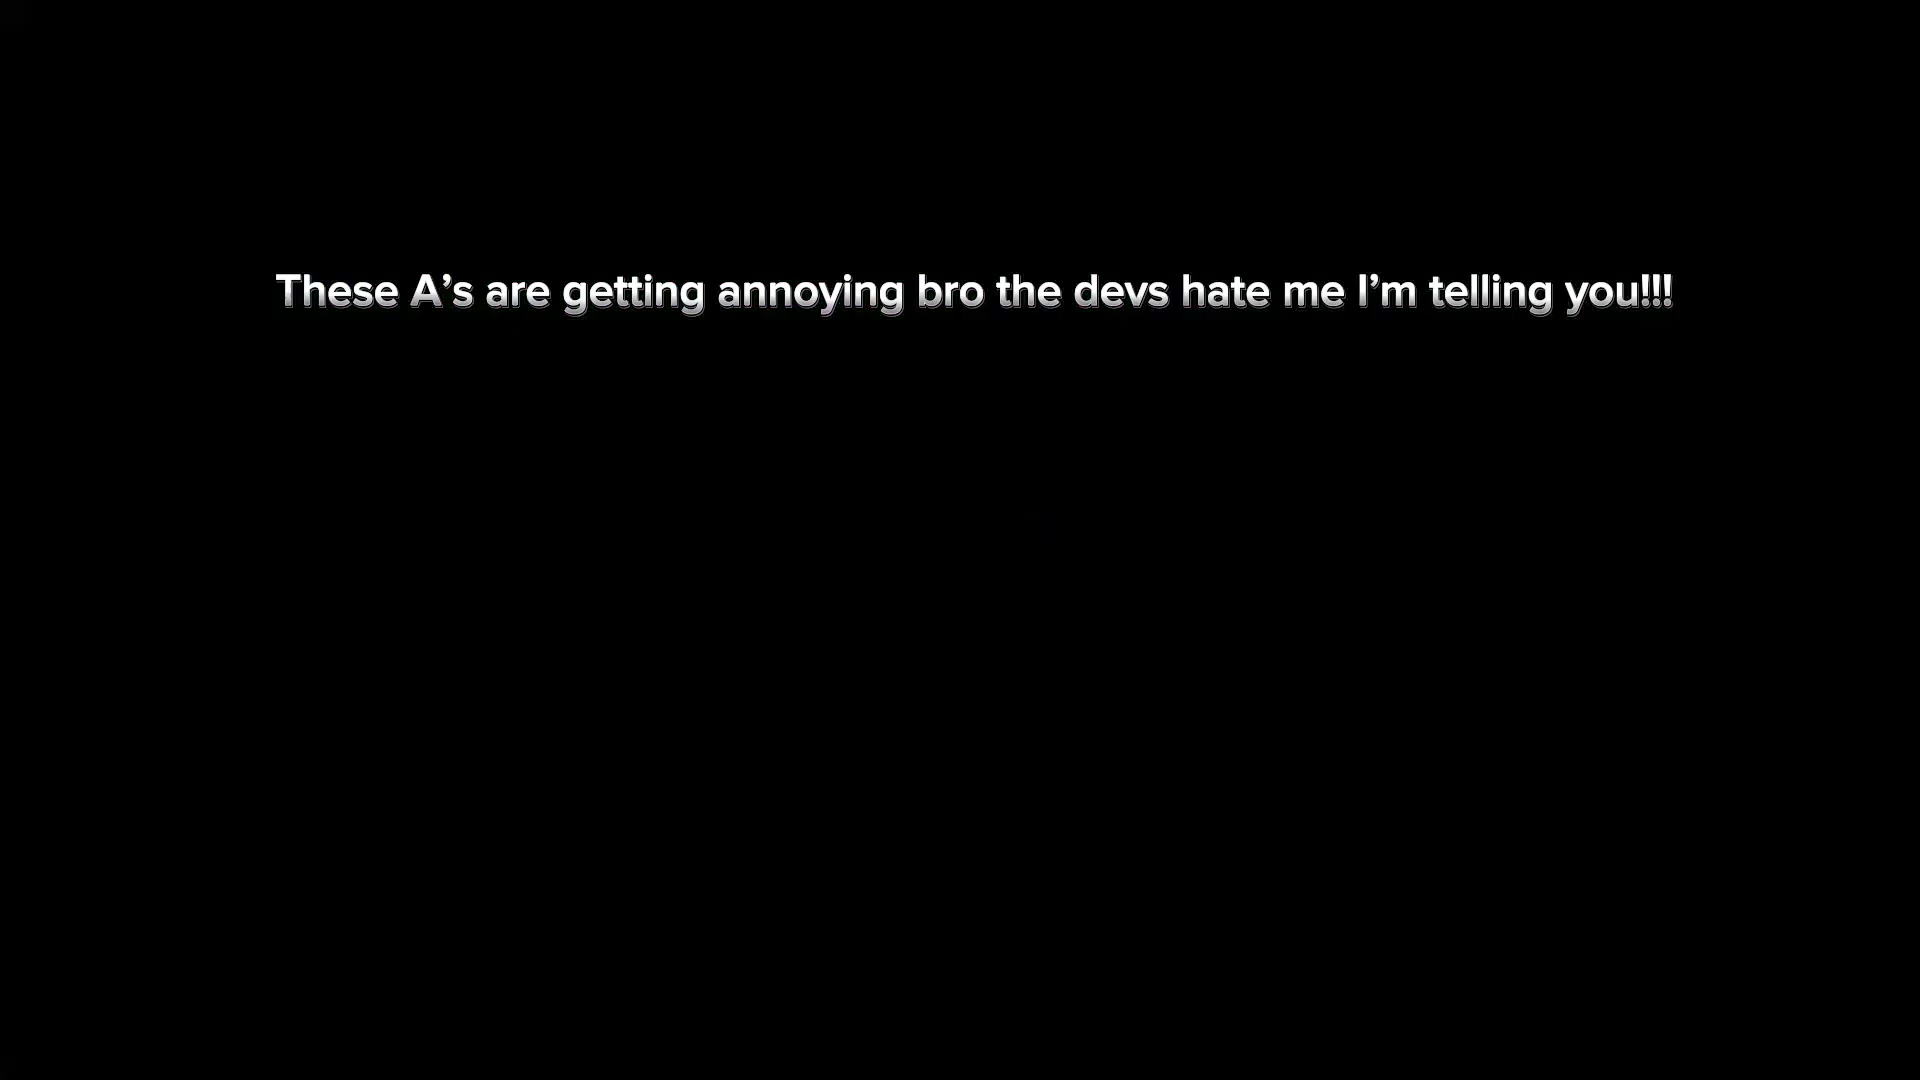 These A’s are getting annoying bro the devs hate me I’m telling you!!!